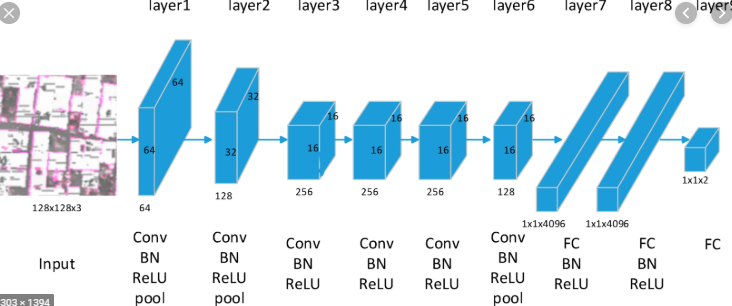 layer1 layer2 layer3 layer4 layer5 layer6 layer7 layer8 layer9
64 32 16 16 16 16
64 32 16 16 16 16
1x1x2
128x128x3 64 128 256 256 256 128 1x1x4096 1x1x4096
Input
Conv
BN
ReLU
pool
Conv
BN
ReLU
pool
Conv
BN
ReLU
Conv
BN
ReLU
Conv
BN
ReLU
Conv
BN
ReLU
pool
FC
BN
ReLU
FC
BN
ReLU
FC
303 × 1394